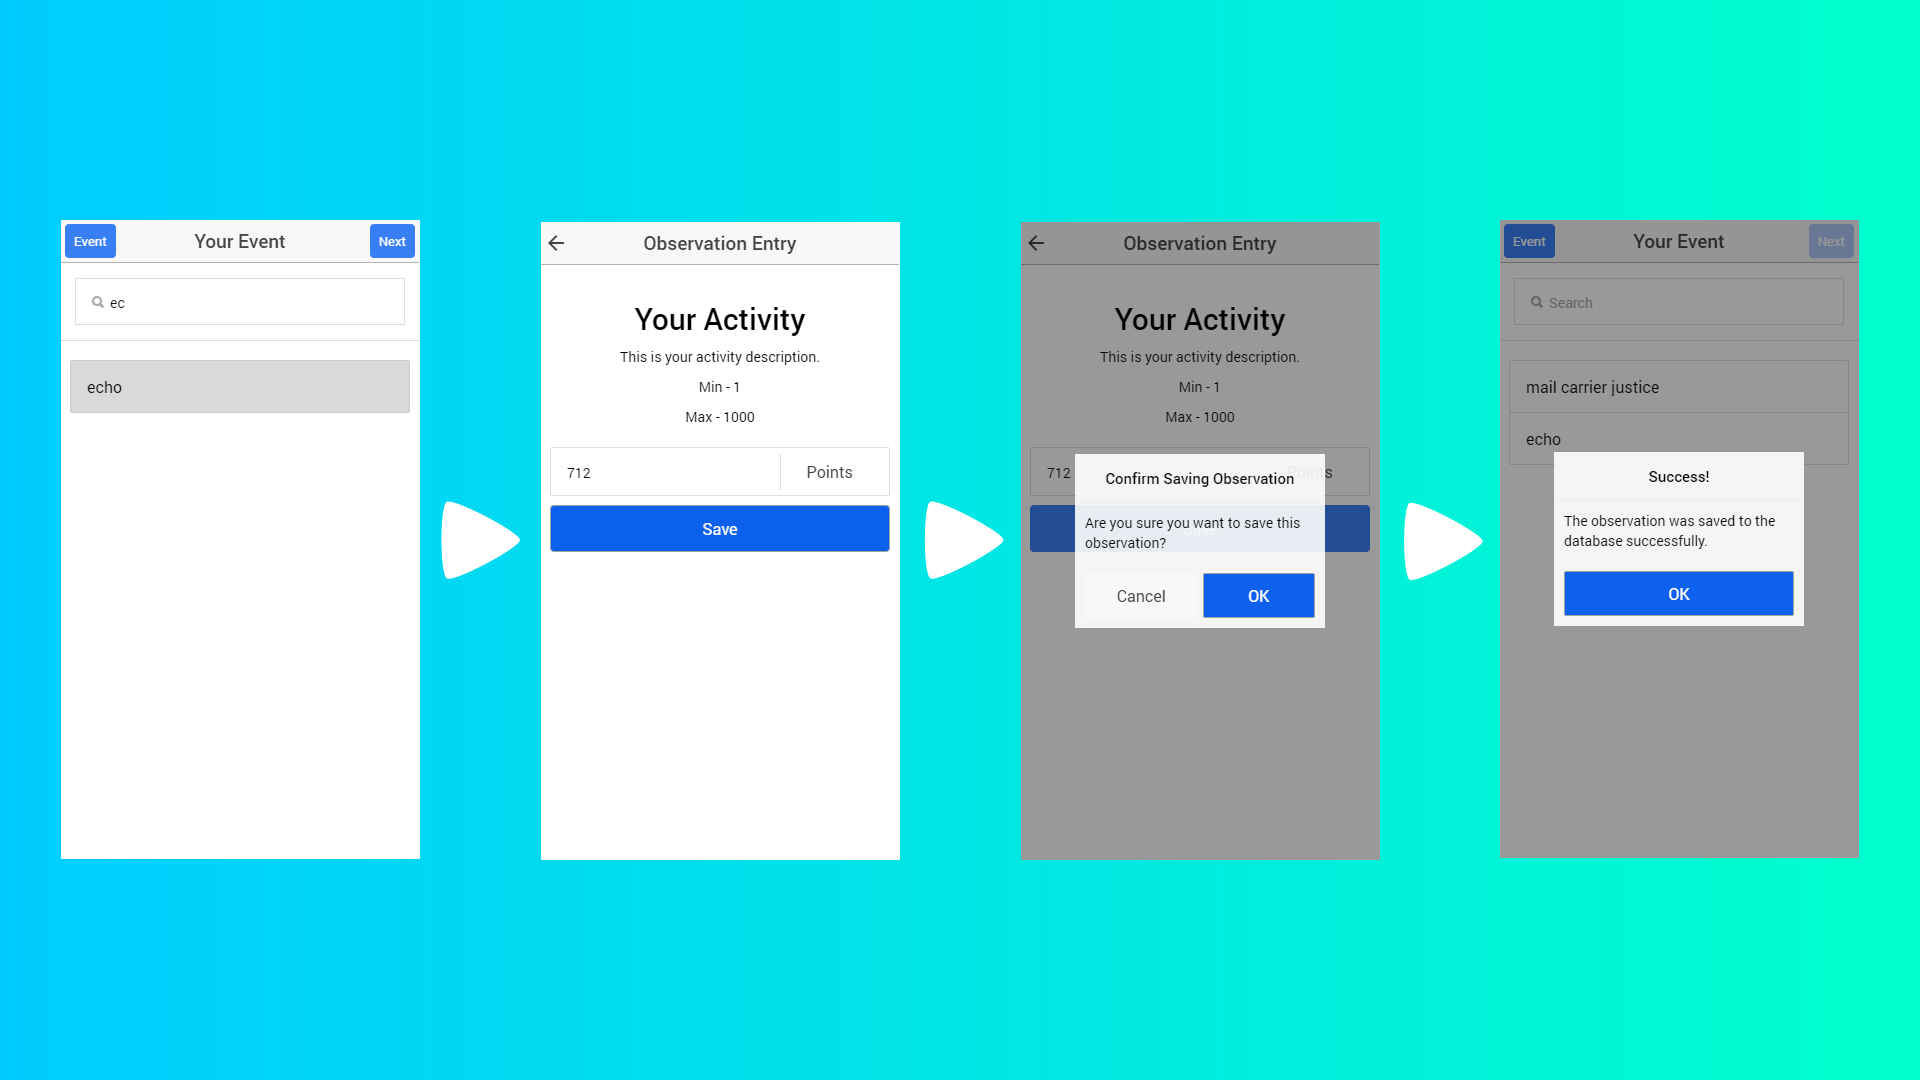 Event
Your Event
Next
ec
echo
Observation Entry
Your Activity
This is your activity description.
Min - 1
Max - 1000
712
Points
Save
Observation Entry
Your Activity
This is your activity description.
Min - 1
Max - 1000
712
Points
Save
Confirm Saving Observation
Are you sure you want to save this
observation?
Cancel
OK
Event
Your Event
Next
Search
mail carrier justice
echo
Success!
The observation was saved to the
database successfully.
OK